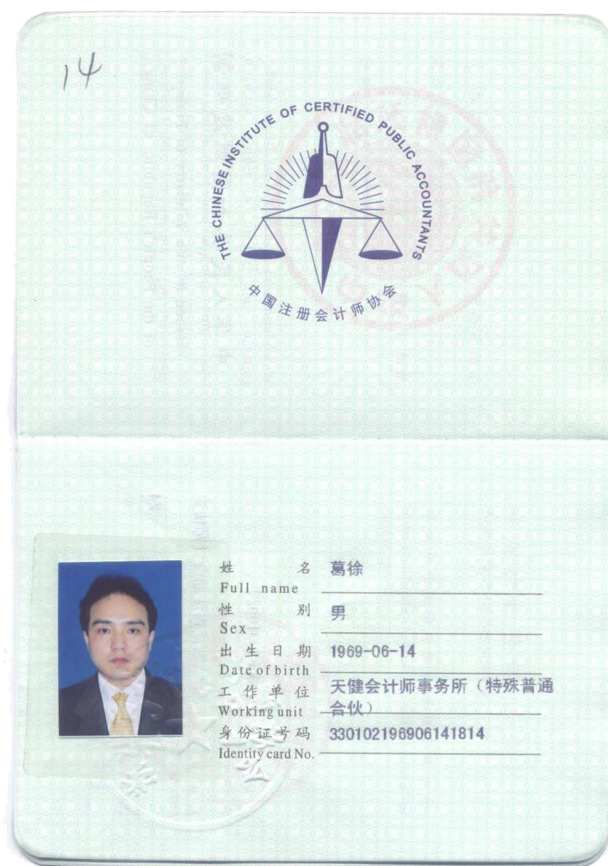 14
THE CHINESE INSTITUTE OF CERTIFIED PUBLIC ACCOUNTANTS
中国注册会计师协会
姓 名 葛徐
Full name
性 别 男
Sex
出生日期 1969-06-14
Date of birth
工作单位 天健会计师事务所（特殊普通
Working unit 合伙）
身份证号码 330102196906141814
Identity card No.